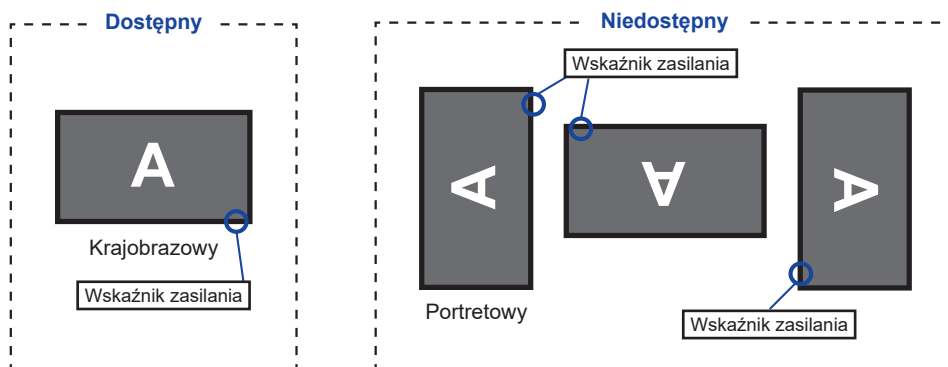 Dostępny
A
Krajobrazowy
Wskaźnik zasilania
Niedostępny
Wskaźnik zasilania
A
A
A
Portretowy
Wskaźnik zasilania